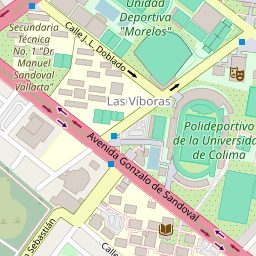 Unidad
Deportiva
"Morelos"
Calle J. L. Doblado
Secundaria
Técnica
No. 1 "Dr.
Manuel
Sandoval
Vallarta"
Las Víboras
Polideportivo
de la Universida
de Colima
Avenida Gonzalo de Sandoval
Sebastián